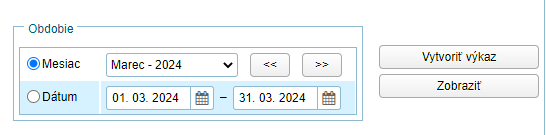 Obdobie
Mesiac Marec - 2024 << >>
Dátum 01. 03. 2024 – 31. 03. 2024
Vytvoriť výkaz
Zobraziť